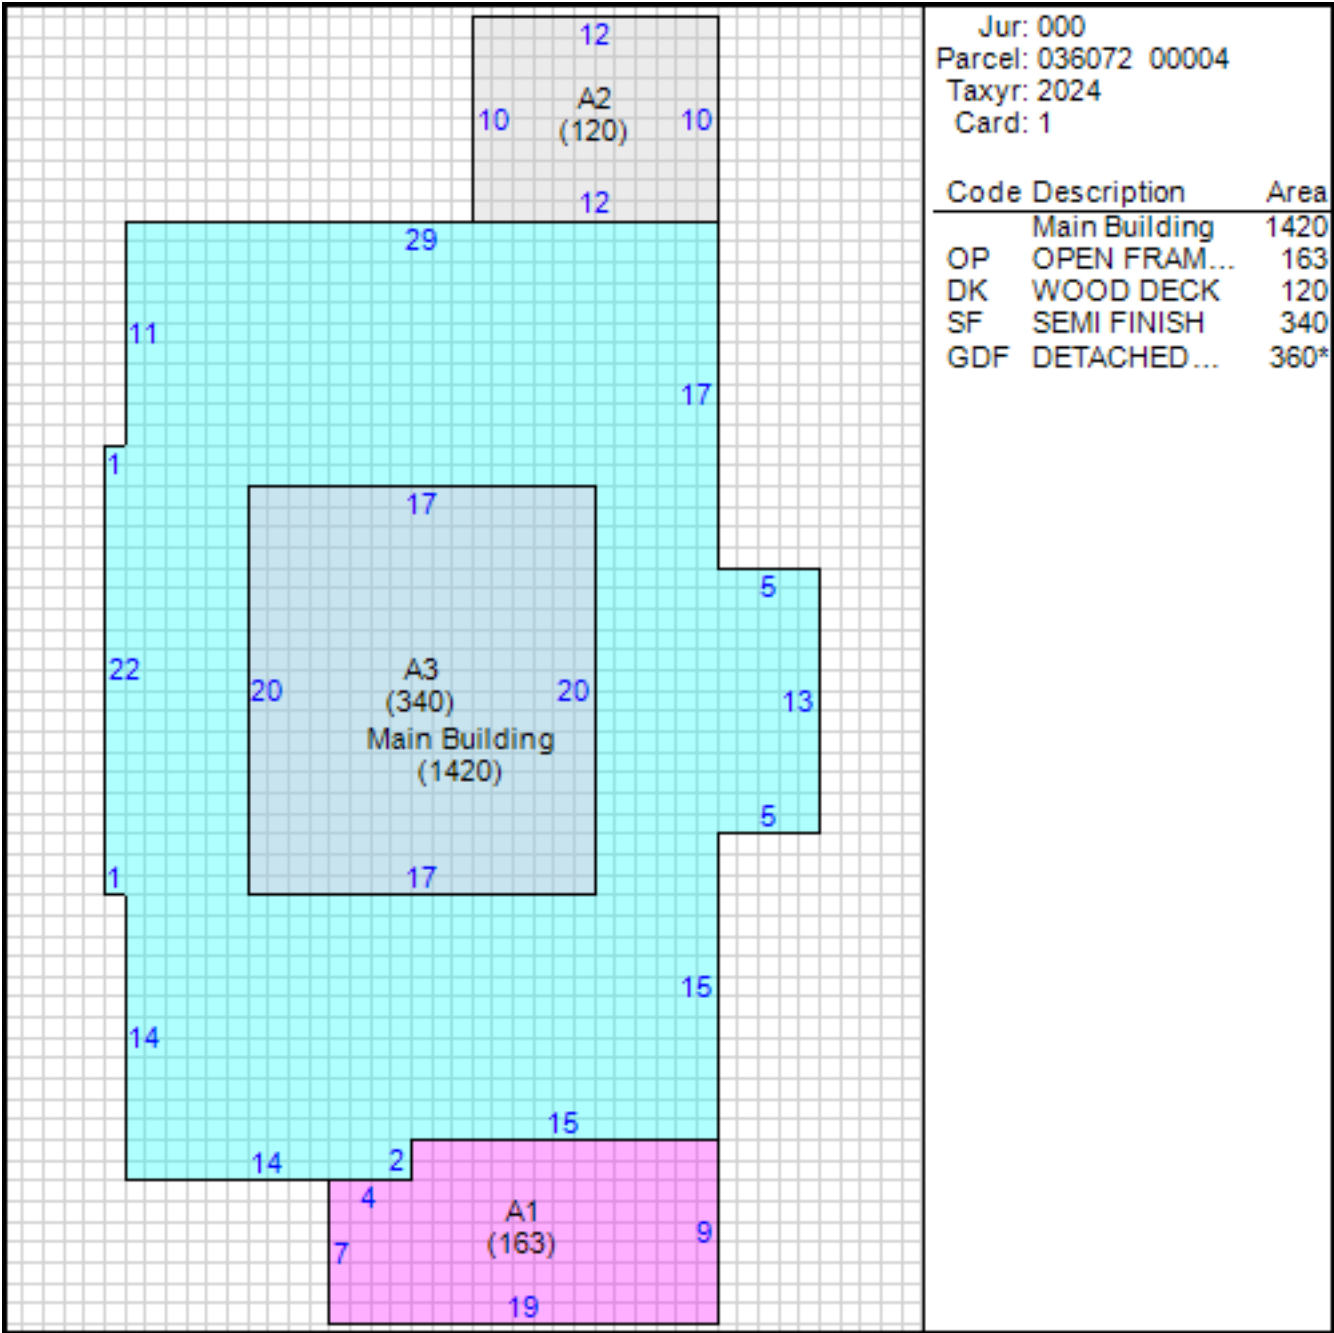 12
A2
10 10
(120)
12
29
11
17
1
17
5
22
A3
20 20
(340)
13
Main Building
(1420)
5
1
17
15
14
15
14 2
4
A1
9
(163)
7
19
Jur: 000
Parcel: 036072 00004
Taxyr: 2024
Card: 1
Code Description Area
Main Building 1420
OP OPEN FRAM... 163
DK WOOD DECK 120
SF SEMI FINISH 340
GDF DETACHED... 360*